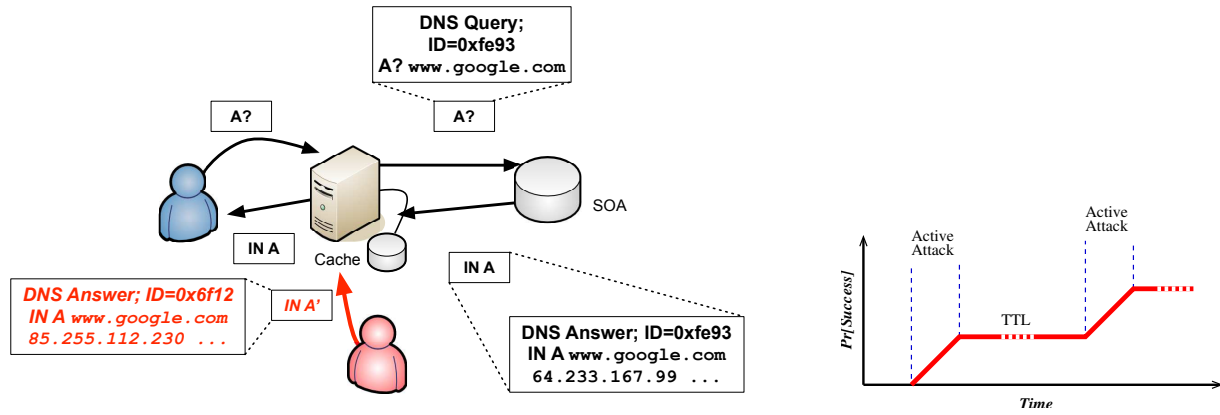 DNS Query;
ID=0xfe93
A? www.google.com
A?
A?
SOA
IN A
Cache
IN A
DNS Answer; ID=0x6f12
IN A www.google.com
85.255.112.230 ...
IN A'
DNS Answer; ID=0xfe93
IN A www.google.com
64.233.167.99 ...
Active
Attack
Active
Attack
TTL
Pr[Success]
Time